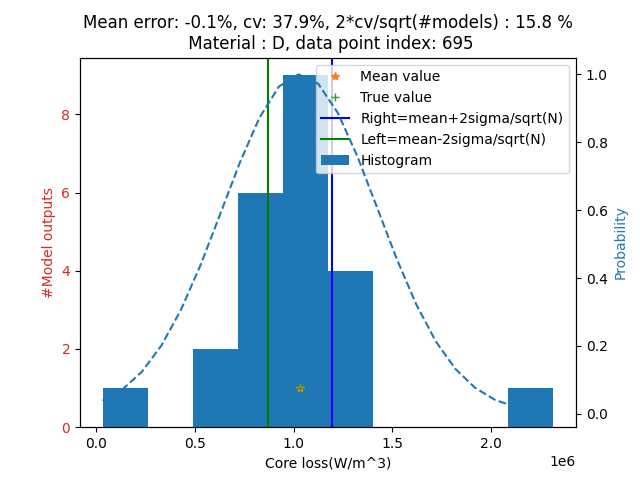 Mean error: -0.1%, cv: 37.9%, 2*cv/sqrt(#models) : 15.8 %
Material : D, data point index: 695
Mean value
True value
Right=mean+2sigma/sqrt(N)
Left=mean-2sigma/sqrt(N)
Histogram
#Model outputs
8
6
4
2
0
Probability
1.0
0.8
0.6
0.4
0.2
0.0
0.0 0.5 1.0 1.5 2.0
1e6
Core loss(W/m^3)